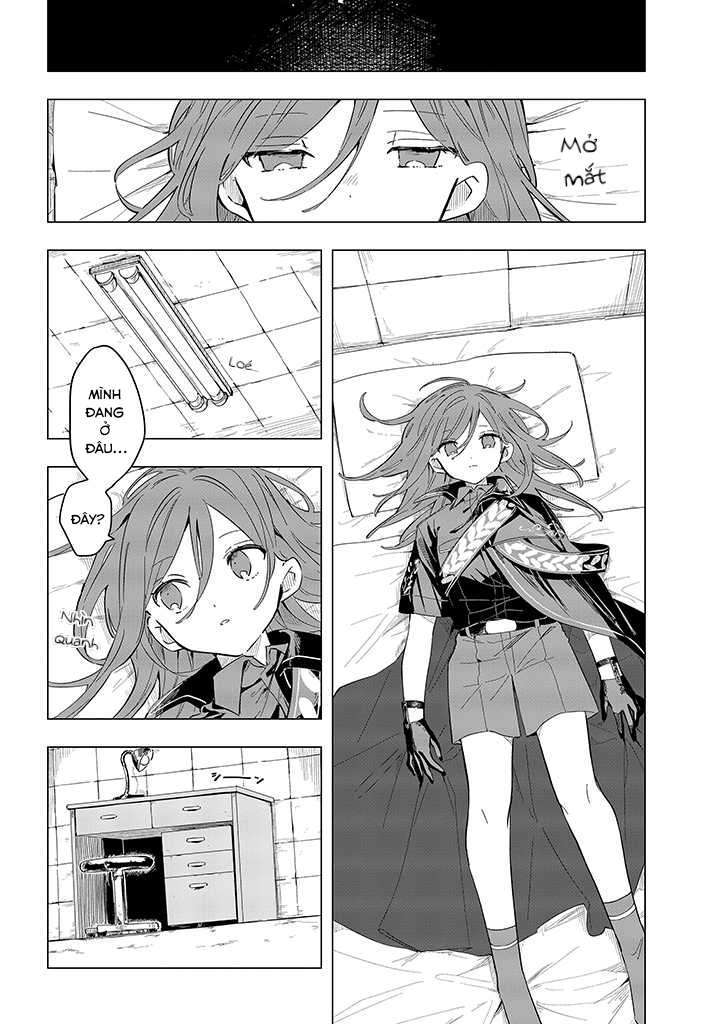 Mở
mắt
Loé
MÌNH
ĐANG
Ở
ĐÂU...
ĐÂY?
Nhìn
Quanh
シーン